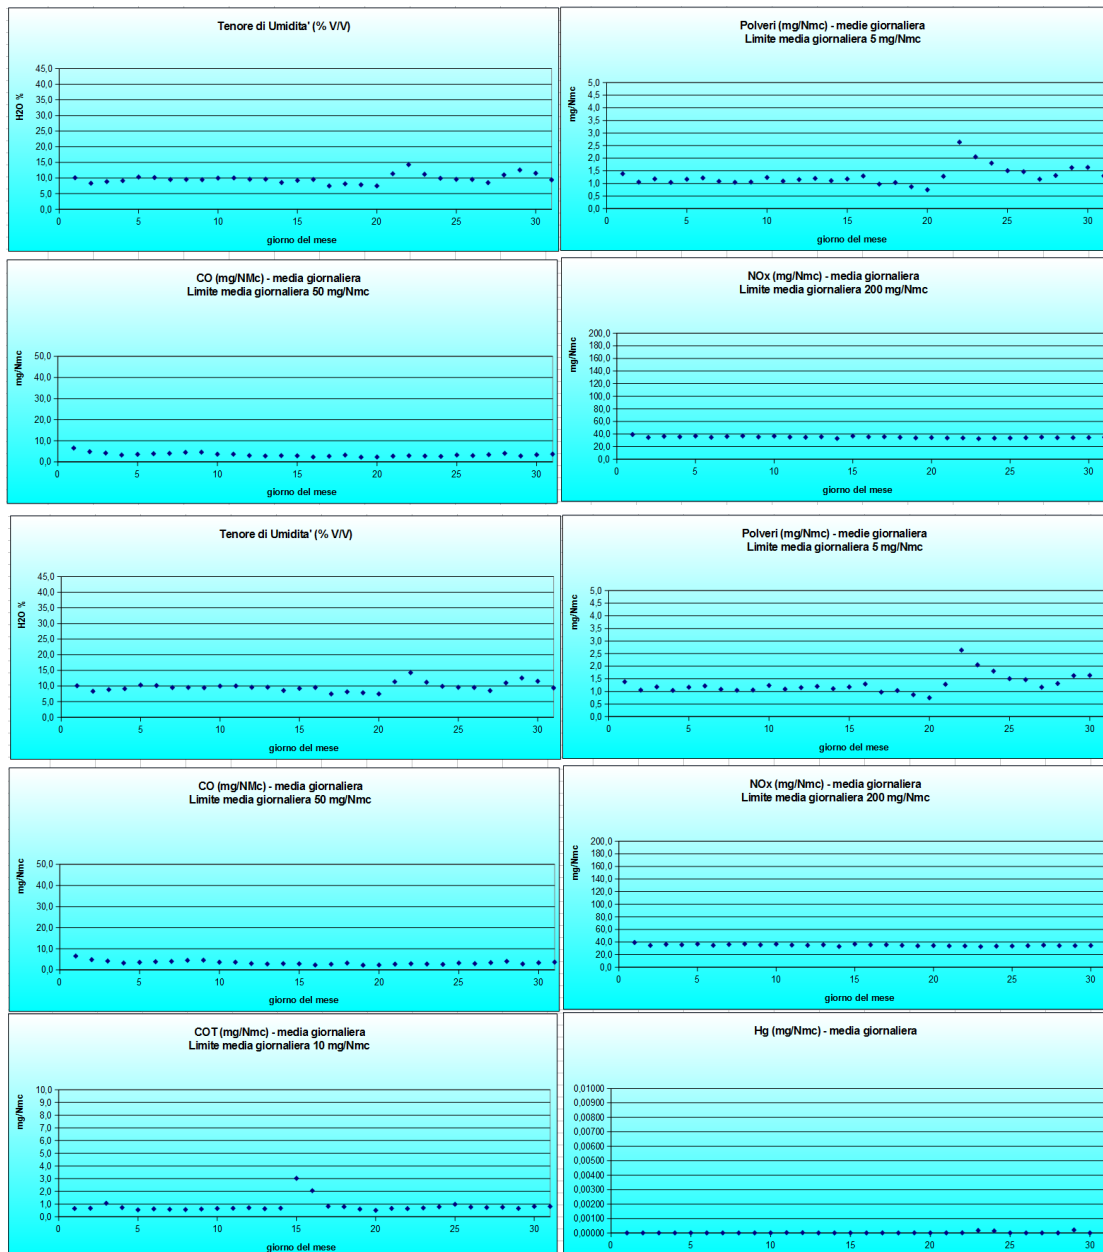 Tenore di Umidita' (% V/V)
H2O %
45,0
40,0
35,0
30,0
25,0
20,0
15,0
10,0
5,0
0,0
0 5 10 15 20 25 30
giorno del mese
Polveri (mg/Nmc) - medie giornaliera
Limite media giornaliera 5 mg/Nmc
mg/Nmc
5,0
4,5
4,0
3,5
3,0
2,5
2,0
1,5
1,0
0,5
0,0
0 5 10 15 20 25 30
giorno del mese
CO (mg/NMc) - media giornaliera
Limite media giornaliera 50 mg/Nmc
mg/Nmc
50,0
40,0
30,0
20,0
10,0
0,0
0 5 10 15 20 25 30
giorno del mese
NOx (mg/Nmc) - media giornaliera
Limite media giornaliera 200 mg/Nmc
mg/Nmc
200,0
180,0
160,0
140,0
120,0
100,0
80,0
60,0
40,0
20,0
0,0
0 5 10 15 20 25 30
giorno del mese
Tenore di Umidita' (% V/V)
H2O %
45,0
40,0
35,0
30,0
25,0
20,0
15,0
10,0
5,0
0,0
0 5 10 15 20 25 30
giorno del mese
Polveri (mg/Nmc) - medie giornaliera
Limite media giornaliera 5 mg/Nmc
mg/Nmc
5,0
4,5
4,0
3,5
3,0
2,5
2,0
1,5
1,0
0,5
0,0
0 5 10 15 20 25 30
giorno del mese
CO (mg/NMc) - media giornaliera
Limite media giornaliera 50 mg/Nmc
mg/Nmc
50,0
40,0
30,0
20,0
10,0
0,0
0 5 10 15 20 25 30
giorno del mese
NOx (mg/Nmc) - media giornaliera
Limite media giornaliera 200 mg/Nmc
mg/Nmc
200,0
180,0
160,0
140,0
120,0
100,0
80,0
60,0
40,0
20,0
0,0
0 5 10 15 20 25 30
giorno del mese
COT (mg/Nmc) - media giornaliera
Limite media giornaliera 10 mg/Nmc
mg/Nmc
10,0
9,0
8,0
7,0
6,0
5,0
4,0
3,0
2,0
1,0
0,0
0 5 10 15 20 25 30
giorno del mese
Hg (mg/Nmc) - media giornaliera
mg/Nmc
0,01000
0,00900
0,00800
0,00700
0,00600
0,00500
0,00400
0,00300
0,00200
0,00100
0,00000
0 5 10 15 20 25 30
giorno del mese